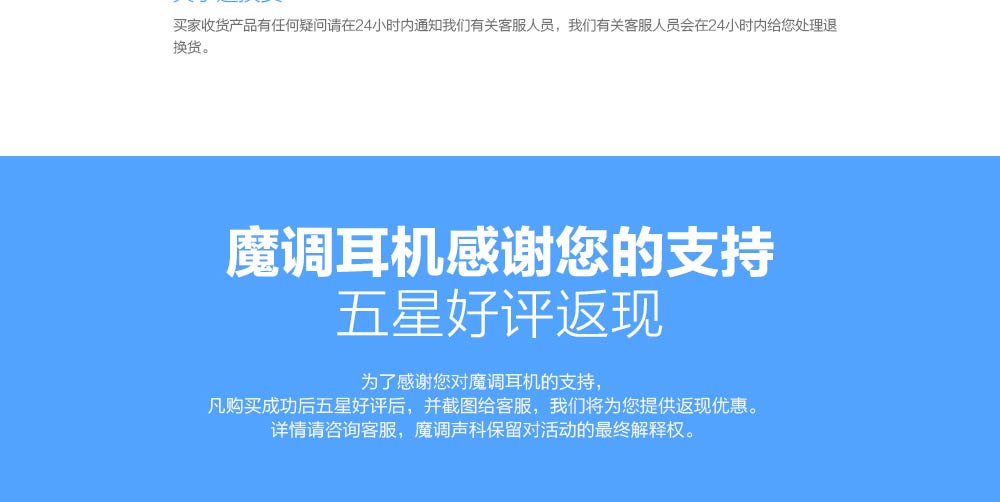 买家收货产品有任何疑问请在24小时内通知我们有关客服人员，我们有关客服人员会在24小时内给您处理退
换货。
魔调耳机感谢您的支持
五星好评返现
为了感谢您对魔调耳机的支持，
凡购买成功后五星好评后，并截图给客服，我们将为您提供返现优惠。
详情请咨询客服，魔调声科保留对活动的最终解释权。